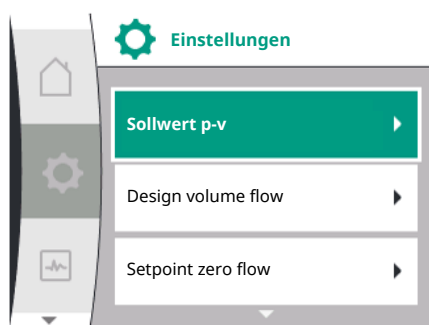 Einstellungen
Sollwert p-v
Design volume flow
Setpoint zero flow